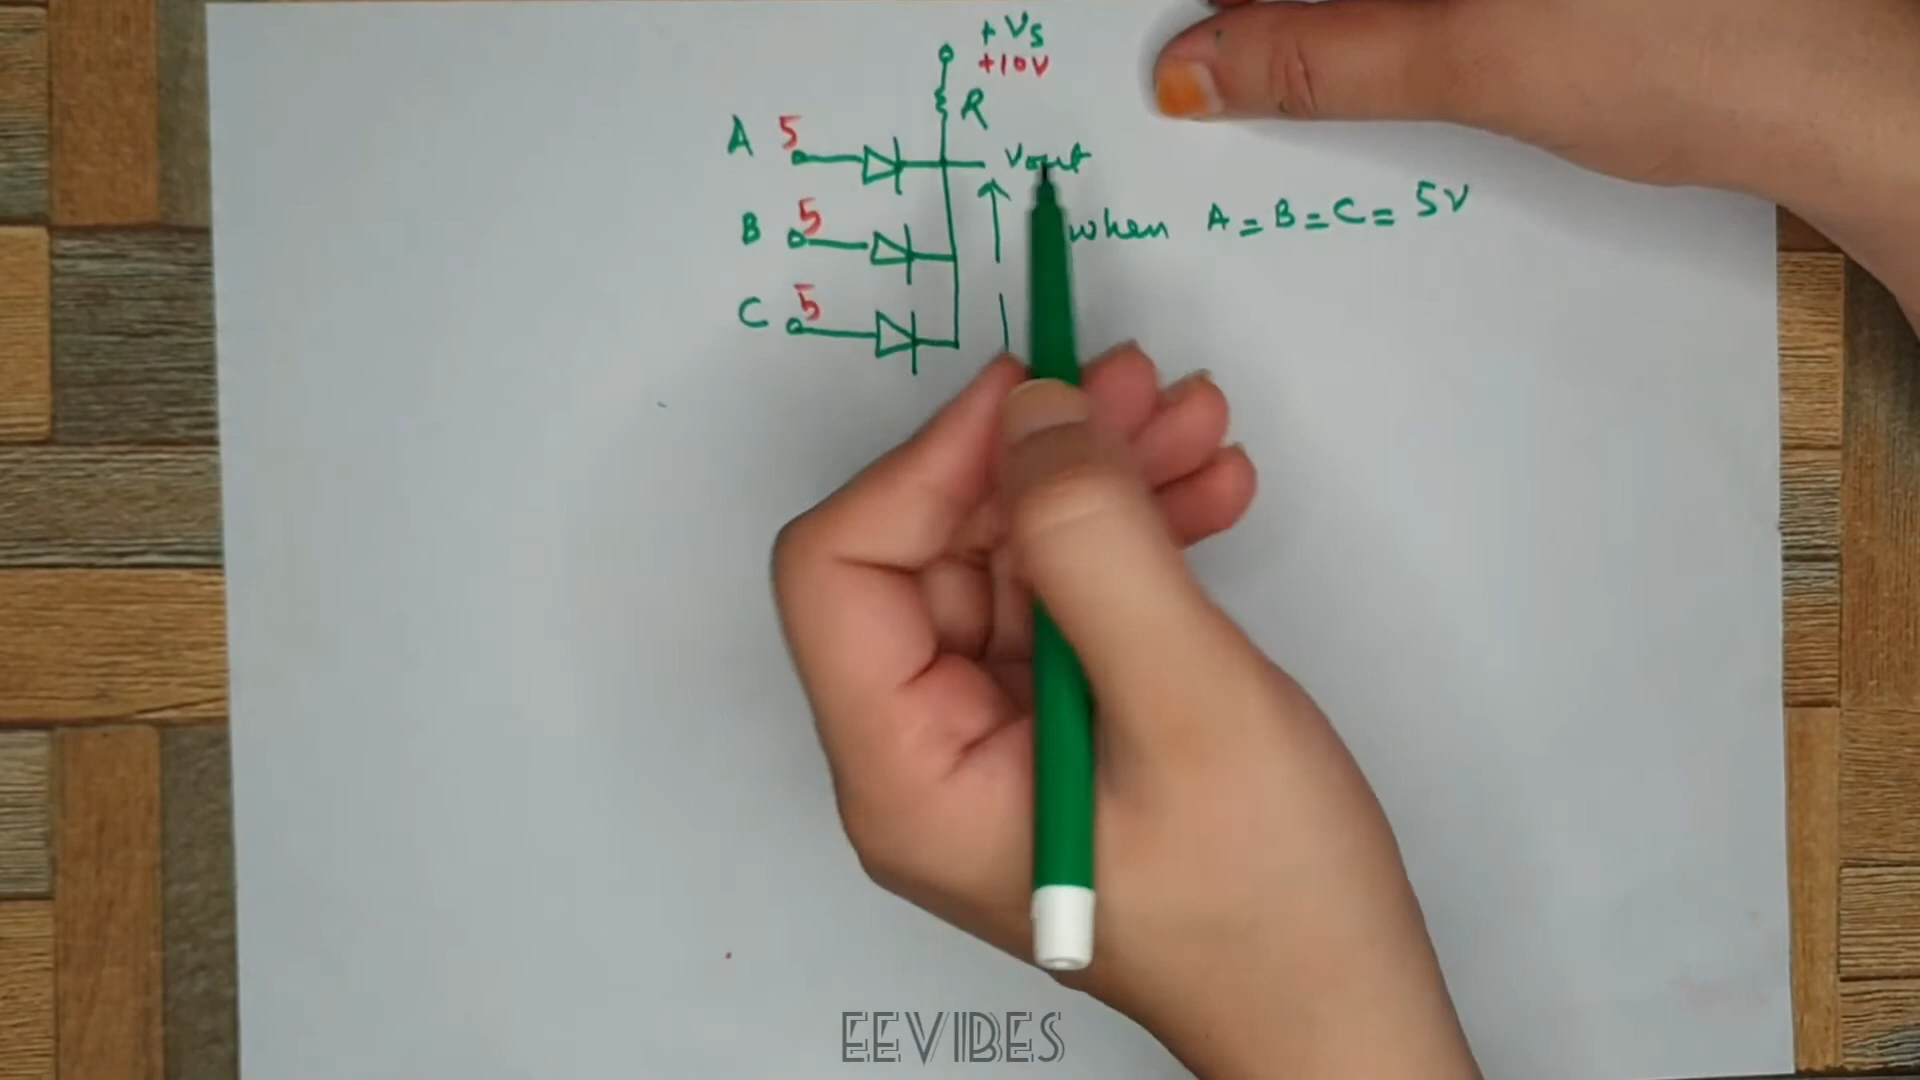 +Vs
+10V
R
A 5
Vout
B 5
when A = B = C = 5V
C 5
EEVIBES